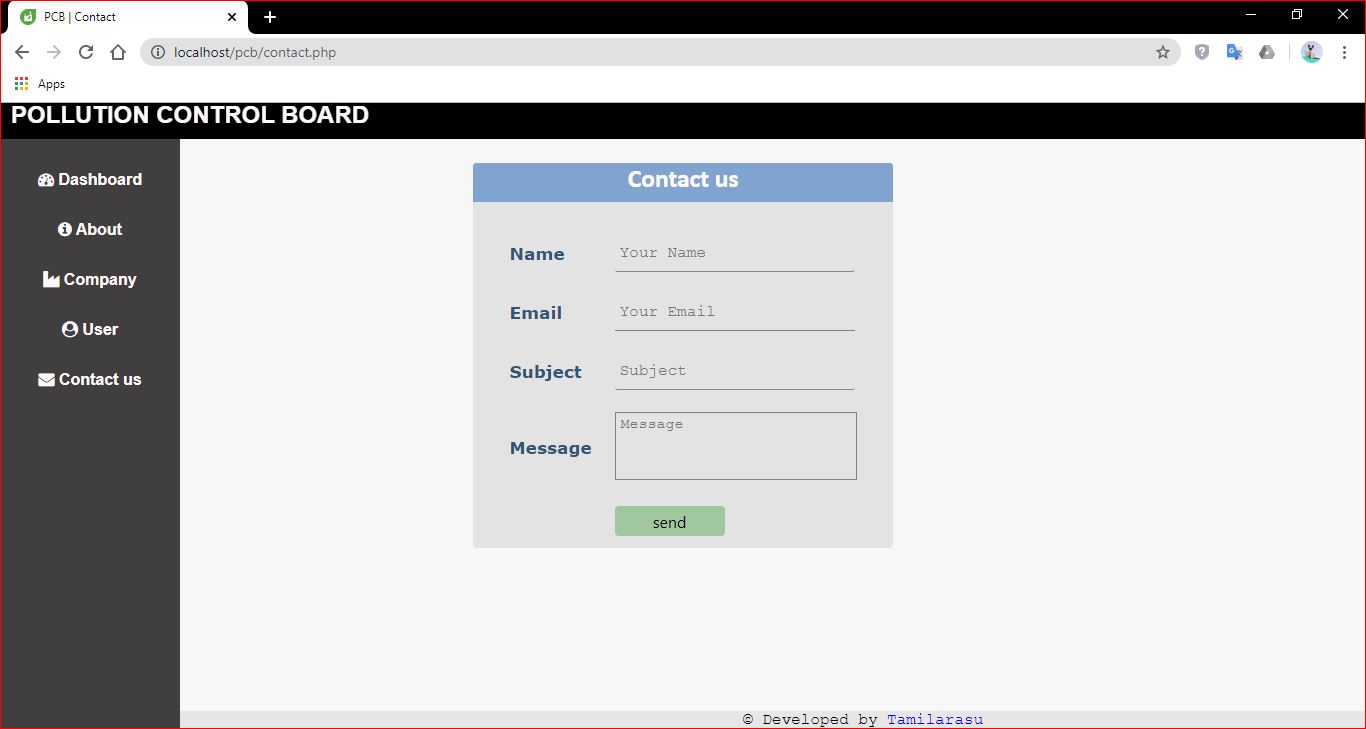 PCB | Contact
localhost/pcb/contact.php
Apps
POLLUTION CONTROL BOARD
Dashboard
About
Company
User
Contact us
Contact us
Name Your Name
Email Your Email
Subject Subject
Message Message
send
© Developed by Tamilarasu